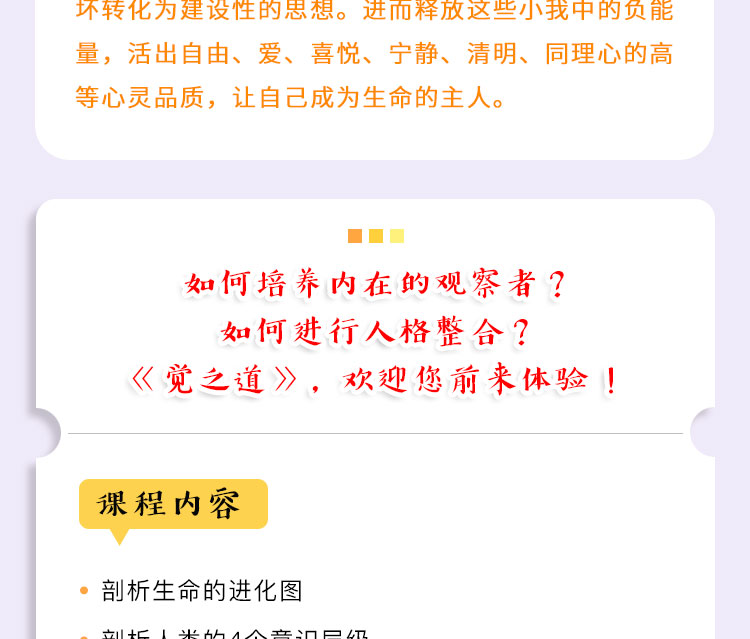 坏转化为建设性的思想。进而释放这些小我中的负能
量，活出自由、爱、喜悦、宁静、清明、同理心的高
等心灵品质，让自己成为生命的主人。
如何培养内在的观察者？
如何进行人格整合？
《觉之道》，欢迎您前来体验！
课程内容
• 剖析生命的进化图
• 剖析人类的4个意识层级